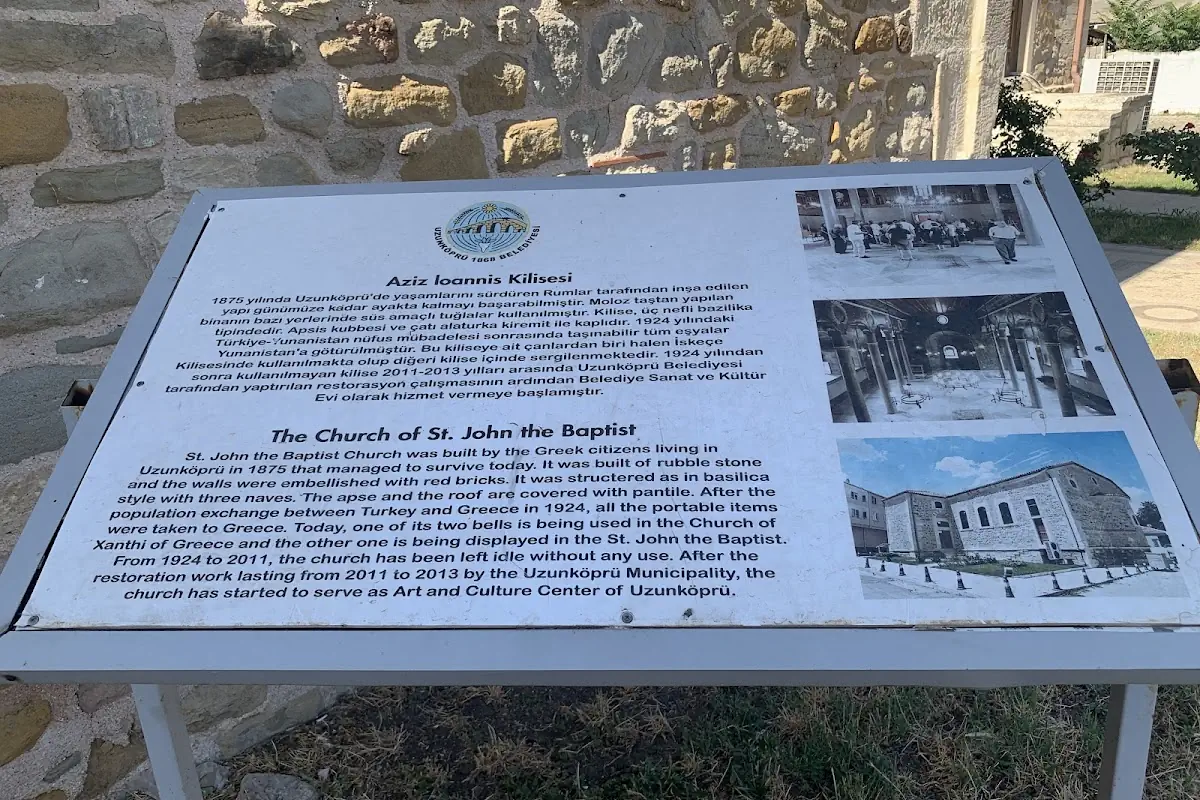 UZUNKÖPRÜ 1868 BELEDİYESİ
Aziz Ioannis Kilisesi
1875 yılında Uzunköprü'de yaşamlarını sürdüren Rumlar tarafından inşa edilen
yapı günümüze kadar ayakta kalmayı başarabilmiştir. Moloz taştan yapılan
binanın bazı yerlerinde süs amaçlı tuğlalar kullanılmıştır. Kilise, üç nefli bazilika
tipindedir. Apsis kubbesi ve çatı alaturka kiremit ile kaplıdır. 1924 yılındaki
Türkiye-Yunanistan nüfus mübadelesi sonrasında taşınabilir tüm eşyalar
Yunanistan'a götürülmüştür. Bu kiliseye ait çanlardan biri halen İskeçe
Kilisesinde kullanılmakta olup diğeri kilise içinde sergilenmektedir. 1924 yılından
sonra kullanılmayan kilise 2011-2013 yılları arasında Uzunköprü Belediyesi
tarafından yaptırılan restorasyon çalışmasının ardından Belediye Sanat ve Kültür
Evi olarak hizmet vermeye başlamıştır.
The Church of St. John the Baptist
St. John the Baptist Church was built by the Greek citizens living in
Uzunköprü in 1875 that managed to survive today. It was built of rubble stone
and the walls were embellished with red bricks. It was structered as in basilica
style with three naves. The apse and the roof are covered with pantile. After the
population exchange between Turkey and Greece in 1924, all the portable items
were taken to Greece. Today, one of its two bells is being used in the Church of
Xanthi of Greece and the other one is being displayed in the St. John the Baptist.
From 1924 to 2011, the church has been left idle without any use. After the
restoration work lasting from 2011 to 2013 by the Uzunköprü Municipality, the
church has started to serve as Art and Culture Center of Uzunköprü.